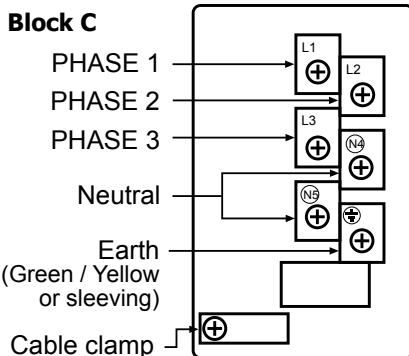 Block C
PHASE 1
PHASE 2
PHASE 3
Neutral
Earth
(Green / Yellow
or sleeving)
Cable clamp
L1
L2
L3
N4
N5